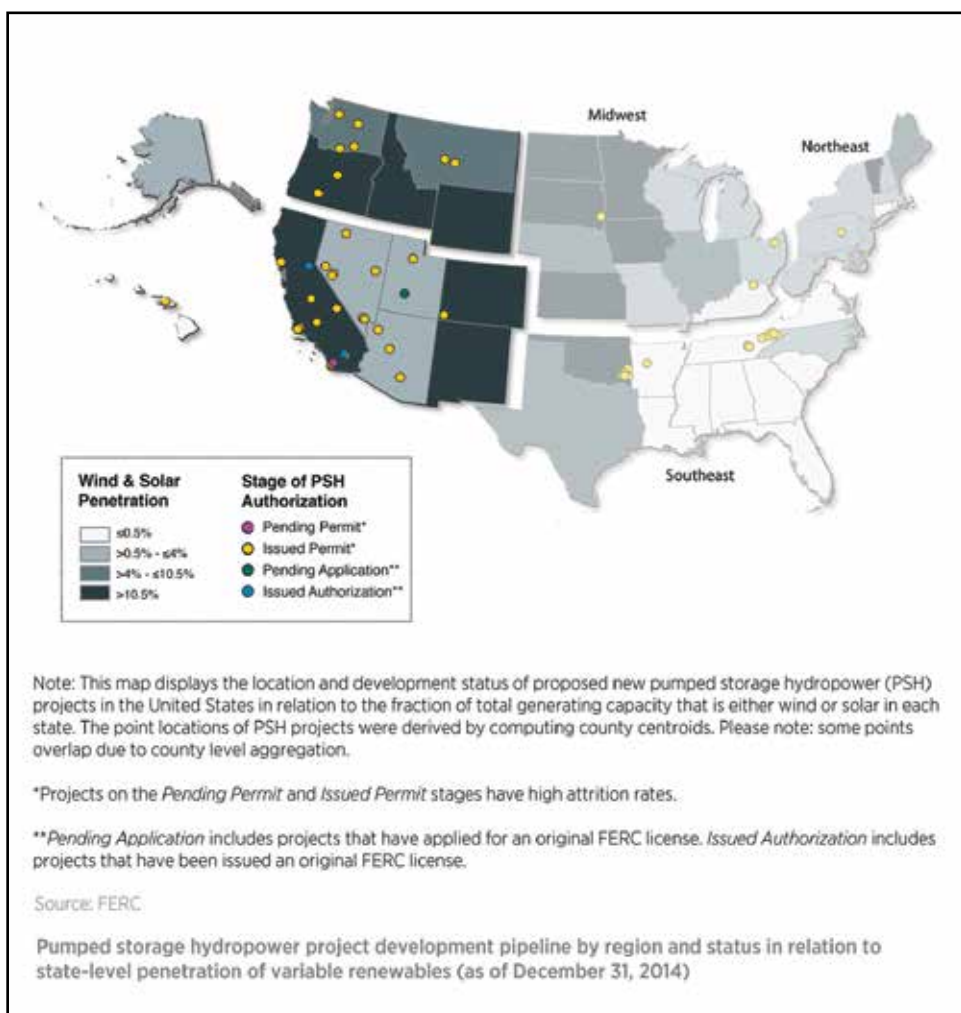 Midwest
Northeast
Southeast
Wind & Solar
Penetration
≤0.5%
>0.5% - ≤4%
>4% - ≤10.5%
>10.5%
Stage of PSH
Authorization
Pending Permit*
Issued Permit*
Pending Application**
Issued Authorization**
Note: This map displays the location and development status of proposed new pumped storage hydropower (PSH)
projects in the United States in relation to the fraction of total generating capacity that is either wind or solar in each
state. The point locations of PSH projects were derived by computing county centroids. Please note: some points
overlap due to county level aggregation.
*Projects on the Pending Permit and Issued Permit stages have high attrition rates.
**Pending Application includes projects that have applied for an original FERC license. Issued Authorization includes
projects that have been issued an original FERC license.
Source: FERC
Pumped storage hydropower project development pipeline by region and status in relation to
state-level penetration of variable renewables (as of December 31, 2014)